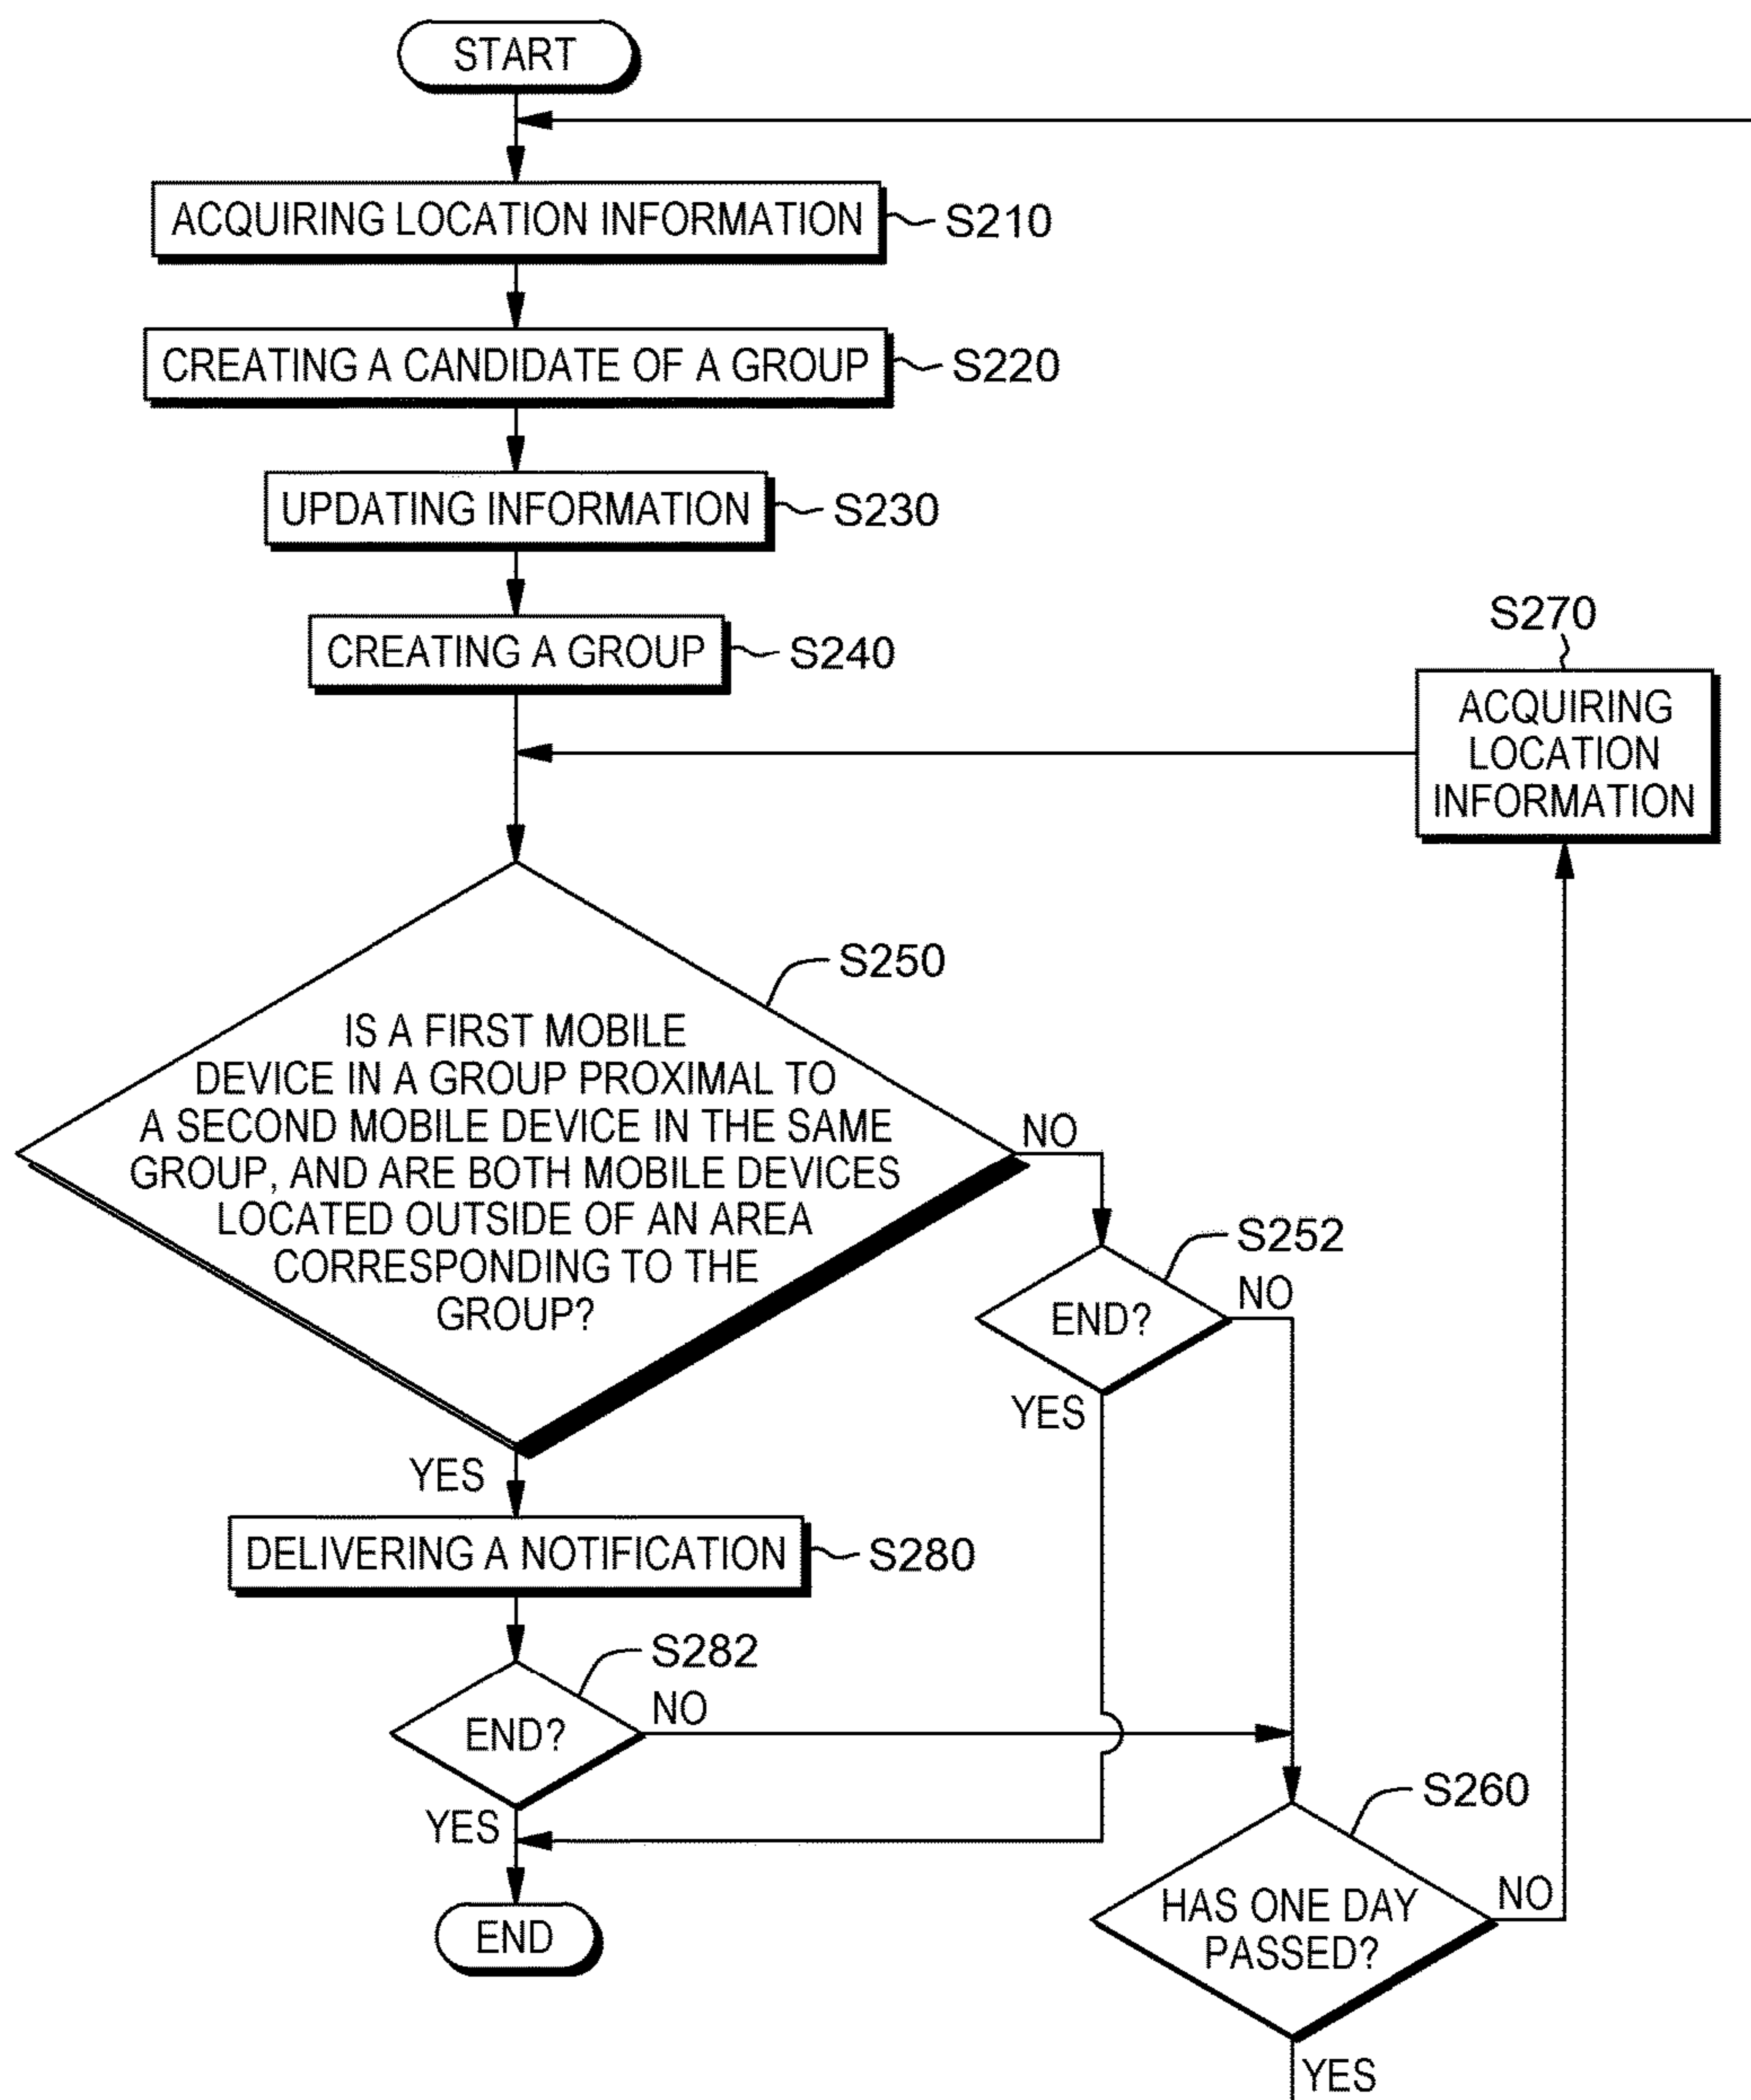 START
ACQUIRING LOCATION INFORMATION
S210
CREATING A CANDIDATE OF A GROUP
S220
UPDATING INFORMATION
S230
CREATING A GROUP
S240
S270
ACQUIRING
LOCATION
INFORMATION
S250
IS A FIRST MOBILE
DEVICE IN A GROUP PROXIMAL TO
A SECOND MOBILE DEVICE IN THE SAME
GROUP, AND ARE BOTH MOBILE DEVICES
LOCATED OUTSIDE OF AN AREA
CORRESPONDING TO THE
GROUP?
NO
S252
END?
NO
YES
YES
DELIVERING A NOTIFICATION
S280
S282
END?
NO
YES
S260
HAS ONE DAY
PASSED?
NO
END
YES